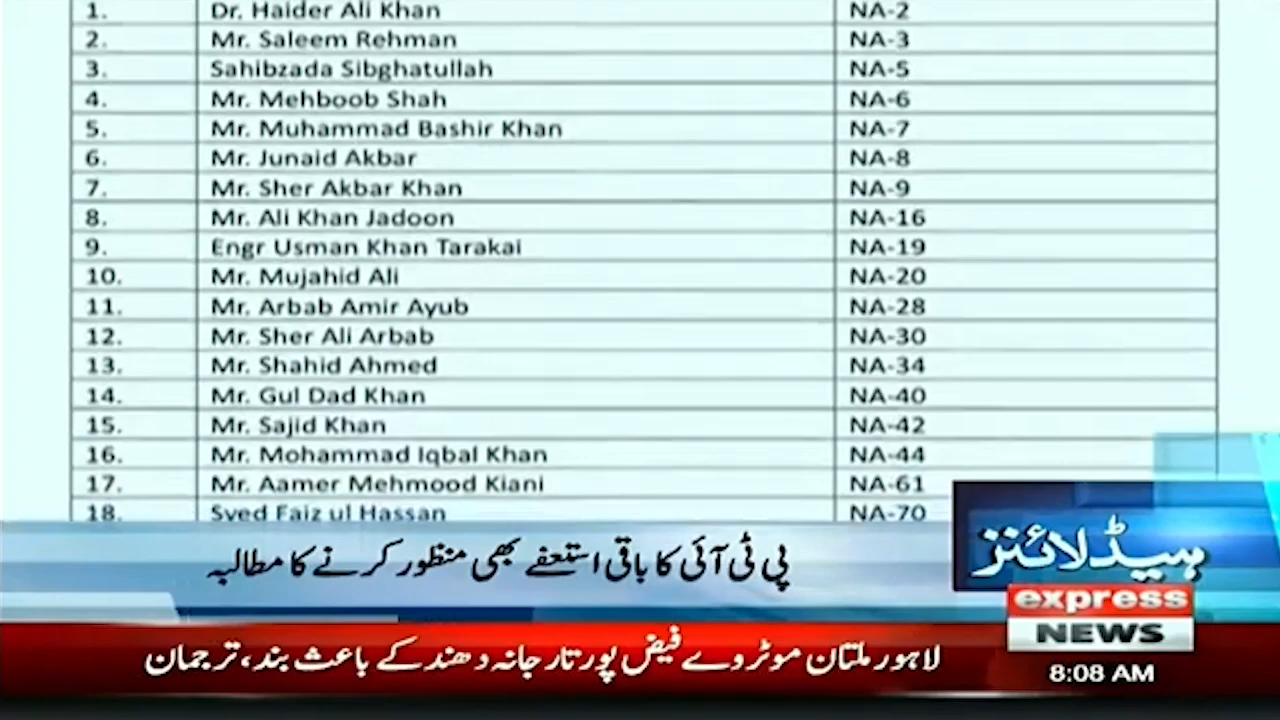 1. Dr. Haider Ali Khan NA-2
2. Mr. Saleem Rehman NA-3
3. Sahibzada Sibghatullah NA-5
4. Mr. Mehboob Shah NA-6
5. Mr. Muhammad Bashir Khan NA-7
6. Mr. Junaid Akbar NA-8
7. Mr. Sher Akbar Khan NA-9
8. Mr. Ali Khan Jadoon NA-16
9. Engr Usman Khan Tarakai NA-19
10. Mr. Mujahid Ali NA-20
11. Mr. Arbab Amir Ayub NA-28
12. Mr. Sher Ali Arbab NA-30
13. Mr. Shahid Ahmed NA-34
14. Mr. Gul Dad Khan NA-40
15. Mr. Sajid Khan NA-42
16. Mr. Mohammad Iqbal Khan NA-44
17. Mr. Aamer Mehmood Kiani NA-61
18. Syed Faiz ul Hassan NA-70
ہیڈلائنز
پی ٹی آئی کا باقی استعفے بھی منظور کرنے کا مطالبہ
express
NEWS
لاہور ملتان موٹر وے فیض پور تا رجانہ دھند کے باعث بند، ترجمان
8:08 AM